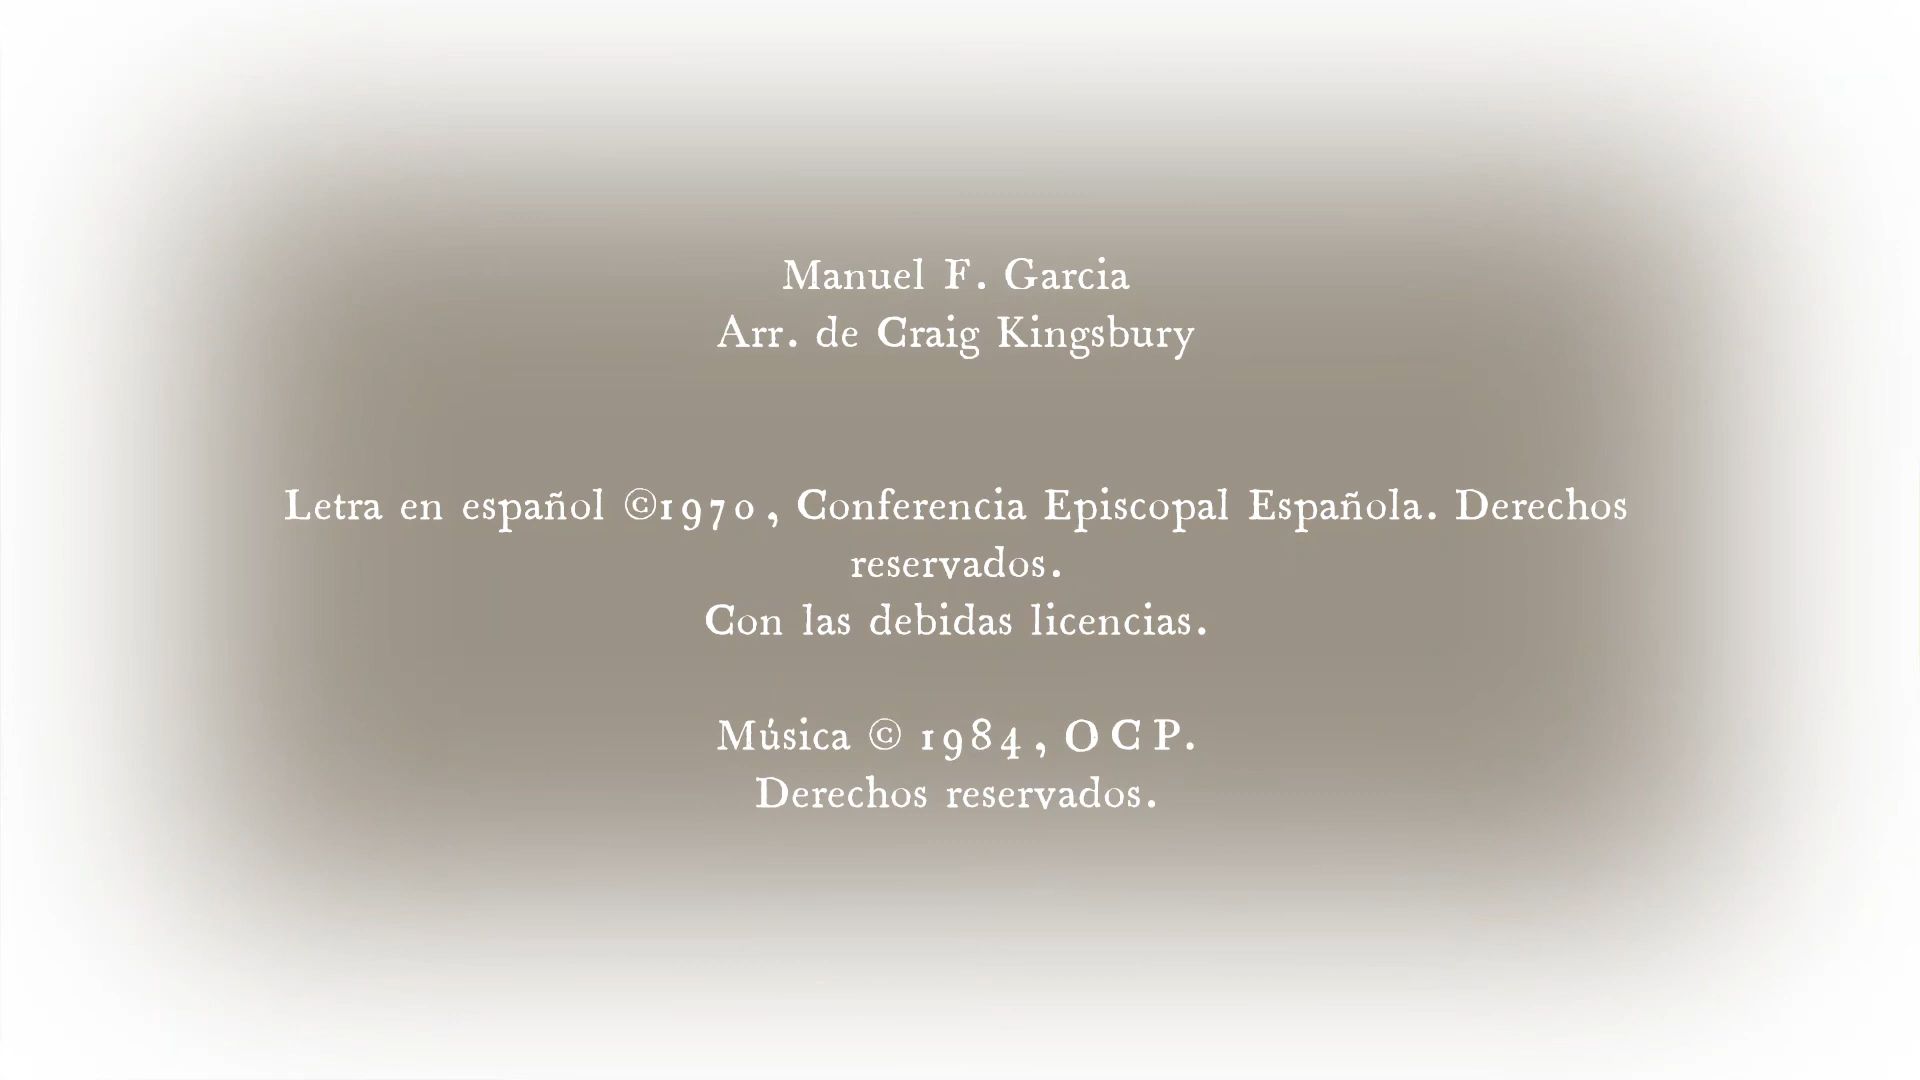 Manuel F. Garcia
Arr. de Craig Kingsbury
Letra en español ©1970, Conferencia Episcopal Española. Derechos
reservados.
Con las debidas licencias.
Música © 1984, OCP.
Derechos reservados.